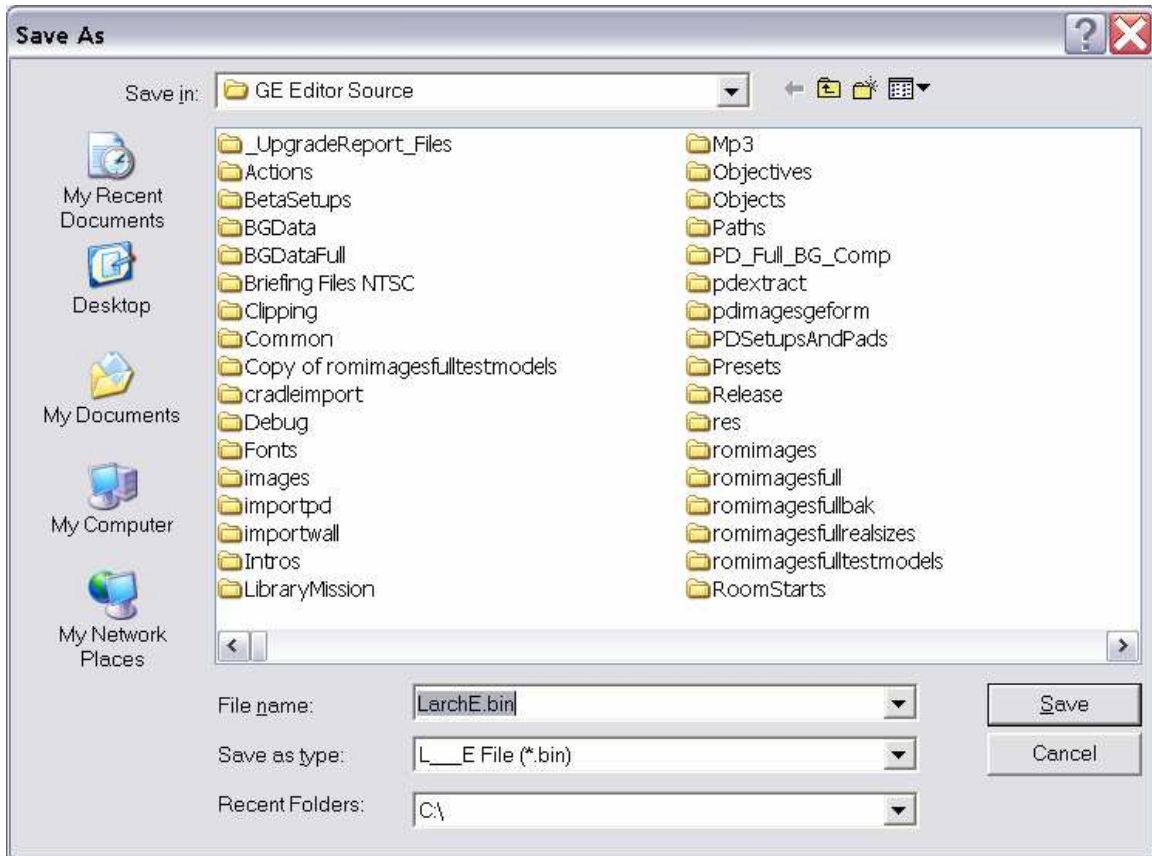 Save As
Save in:
GE Editor Source
My Recent
Documents
Desktop
My Documents
My Computer
My Network
Places
_UpgradeReport_Files
Actions
BetaSetups
BGData
BGDataFull
Briefing Files NTSC
Clipping
Common
Copy of romimagesfulltestmodels
cradleimport
Debug
Fonts
images
importpd
importwall
Intros
LibraryMission
Mp3
Objectives
Objects
Paths
PD_Full_BG_Comp
pdextract
pdimagesgeform
PDSetupsAndPads
Presets
Release
res
romimages
romimagesfull
romimagesfullbak
romimagesfullrealsizes
romimagesfulltestmodels
RoomStarts
File name:
LarchE.bin
Save
Save as type:
L___E File (*.bin)
Cancel
Recent Folders:
C:\